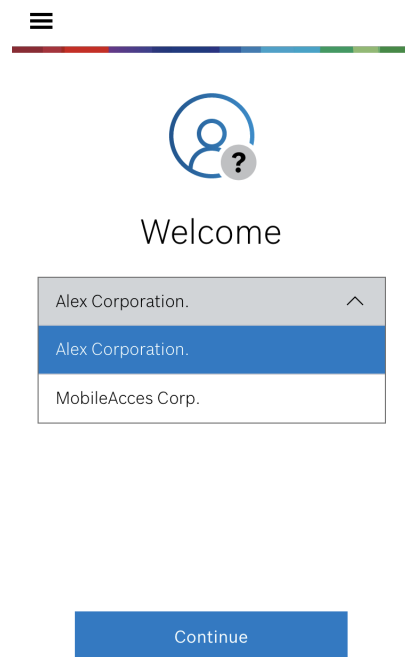 ?
Welcome
Alex Corporation.
Alex Corporation.
MobileAcces Corp.
Continue